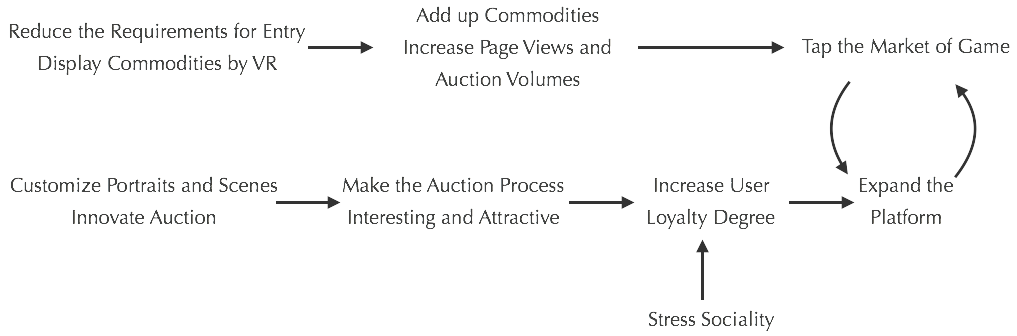 Reduce the Requirements for Entry
Display Commodities by VR
Add up Commodities
Increase Page Views and
Auction Volumes
Tap the Market of Game
Customize Portraits and Scenes
Innovate Auction
Make the Auction Process
Interesting and Attractive
Increase User
Loyalty Degree
Expand the
Platform
Stress Sociality